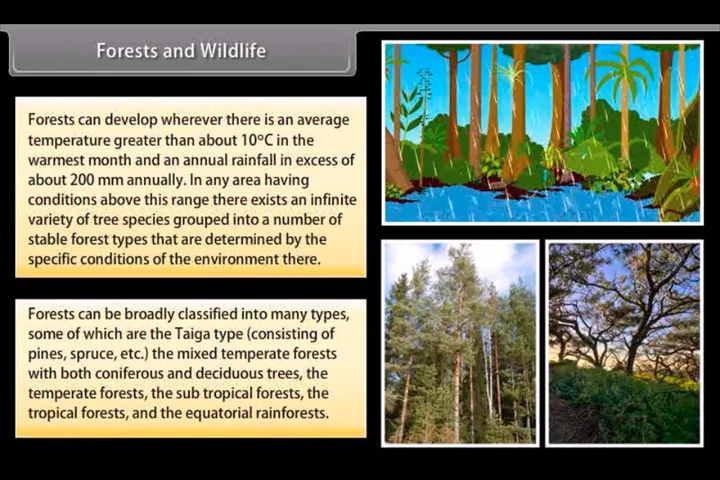 Forests and Wildlife
Forests can develop wherever there is an average
temperature greater than about 10ºC in the
warmest month and an annual rainfall in excess of
about 200 mm annually. In any area having
conditions above this range there exists an infinite
variety of tree species grouped into a number of
stable forest types that are determined by the
specific conditions of the environment there.
Forests can be broadly classified into many types,
some of which are the Taiga type (consisting of
pines, spruce, etc.) the mixed temperate forests
with both coniferous and deciduous trees, the
temperate forests, the sub tropical forests, the
tropical forests, and the equatorial rainforests.